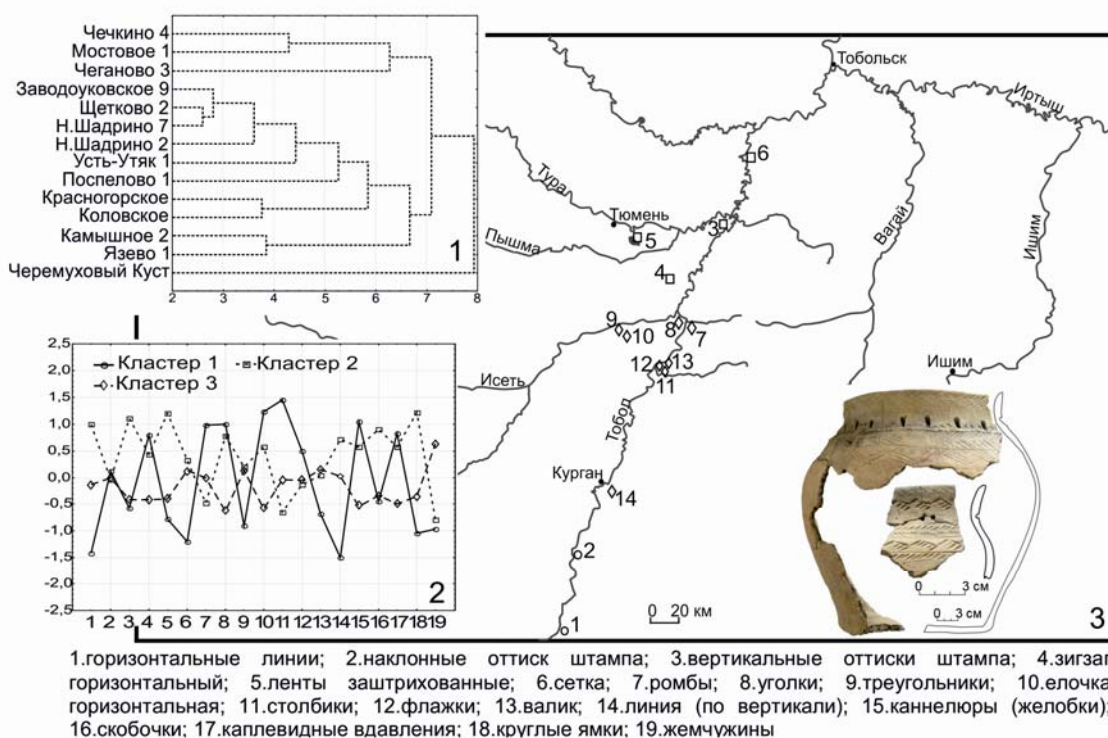 Чечкино 4
Мостовое 1
Чеганово 3
Заводоуковское 9
Щетково 2
Н.Шадрино 7
Н.Шадрино 2
Усть-Утяк 1
Поспелово 1
Красногорское
Коловское
Камышное 2
Язево 1
Черемуховый Куст
2 3 4 5 6 7 8
1
2,5
2,0
1,5
1,0
0,5
0,0
-0,5
-1,0
-1,5
-2,0
-2,5
Кластер 1 Кластер 2
Кластер 3
1 2 3 4 5 6 7 8 9 10 11 12 13 14 15 16 17 18 19
2
Тобольск
Иртыш
6
Тура
Тюмень
3
5
Пышма
4
Вагай
Ишим
9
10
8
7
12
13
11
Исеть
Ишим
Тобол
Курган
14
2
1
0 20 км
0 3 см
0 3 см
3
1.горизонтальные линии; 2.наклонные оттиск штампа; 3.вертикальные оттиски штампа; 4.зигзаг
горизонтальный; 5.ленты заштрихованные; 6.сетка; 7.ромбы; 8.уголки; 9.треугольники; 10.елочка
горизонтальная; 11.столбики; 12.флажки; 13.валик; 14.линия (по вертикали); 15.каннелюры (желобки);
16.скобочки; 17.каплевидные вдавления; 18.круглые ямки; 19.жемчужины